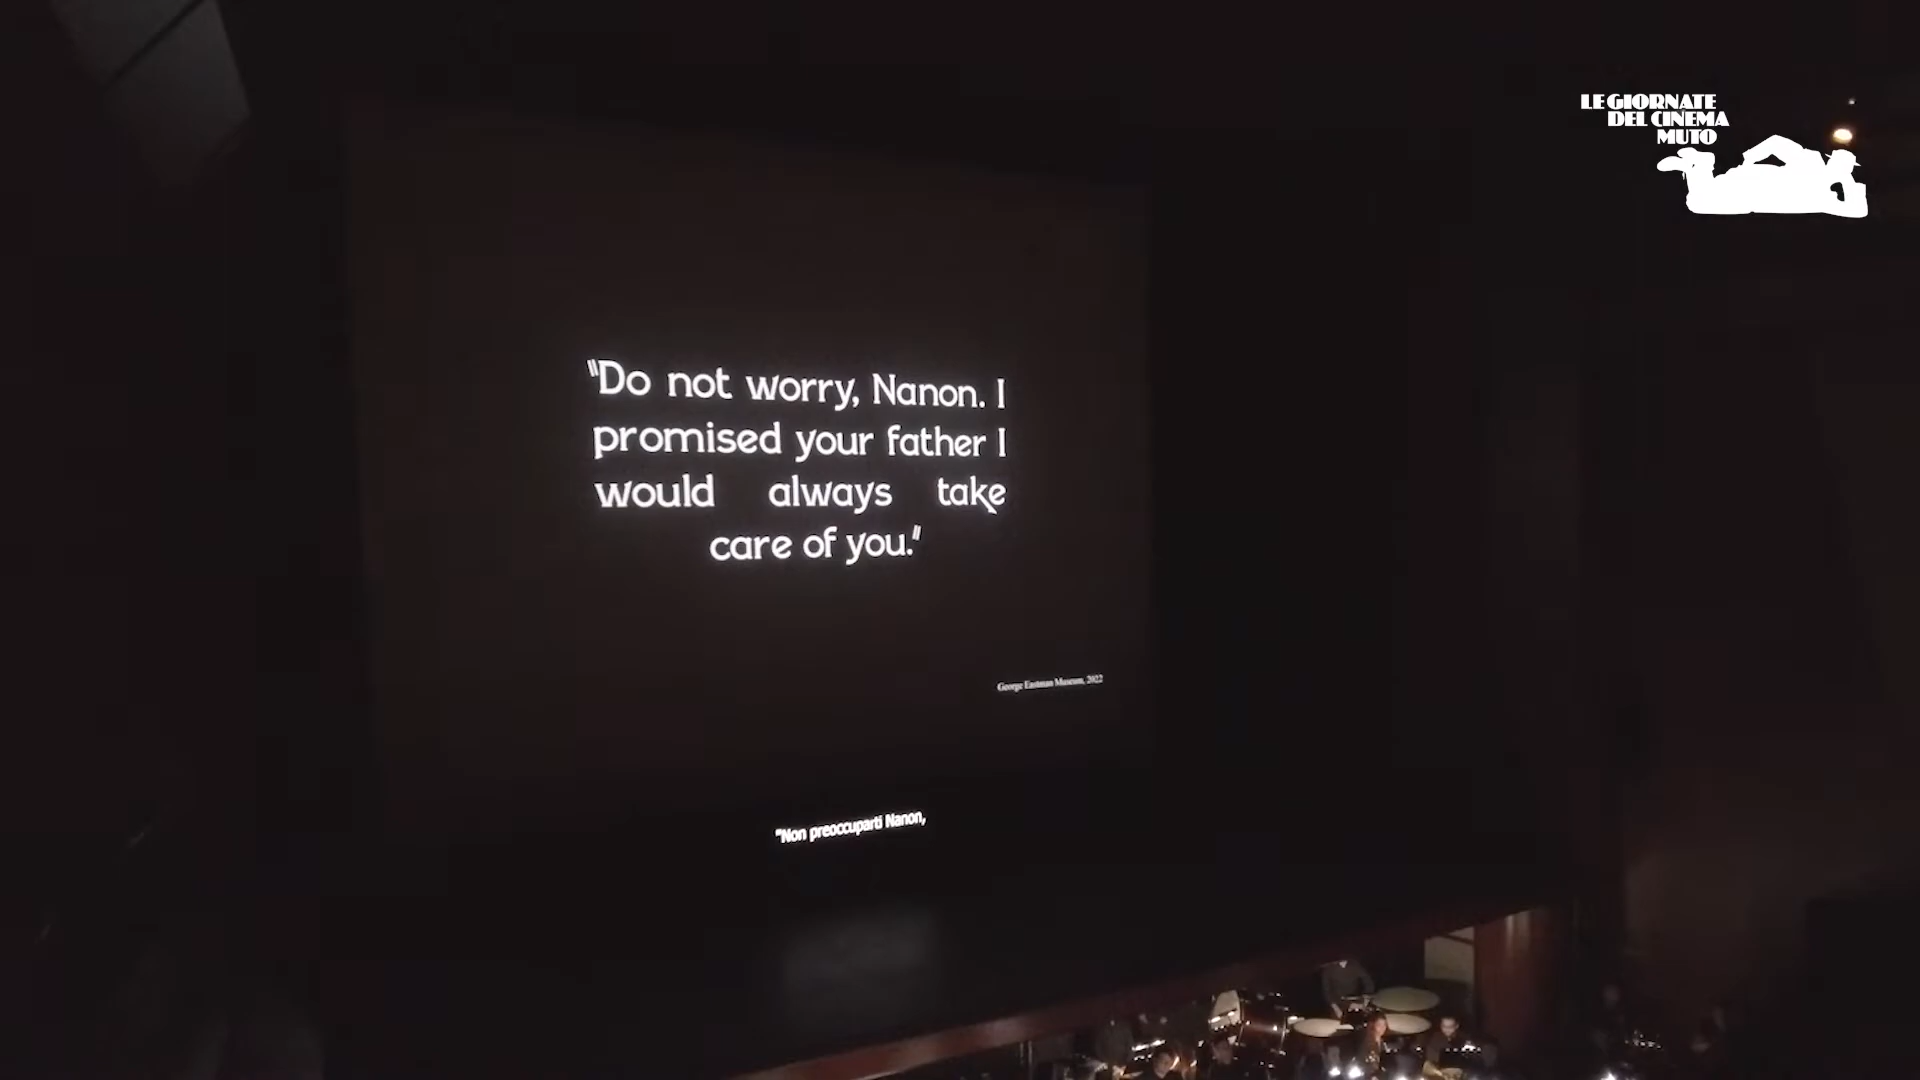 LE GIORNATE
DEL CINEMA
MUTO
"Do not worry, Nanon. I
promised your father I
would always take
care of you."
George Eastman Museum, 2022
"Non preoccuparti Nanon,